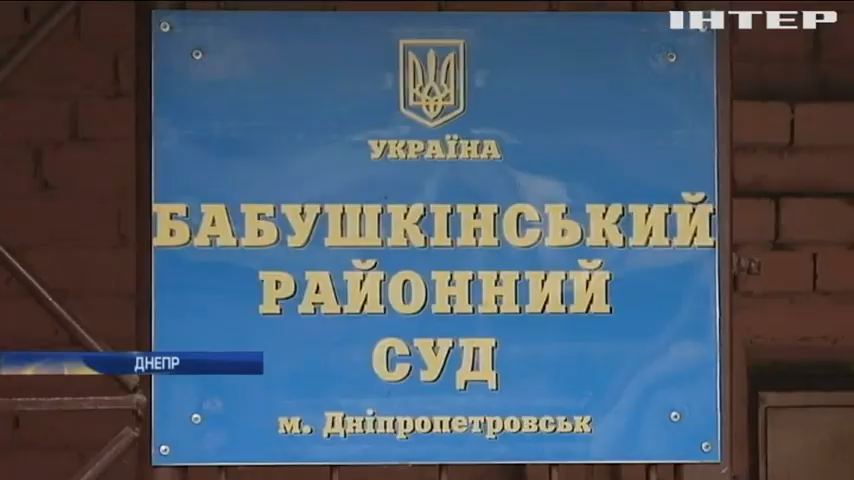 ІНТЕР
УКРАЇНА
БАБУШКІНСЬКИЙ
РАЙОННИЙ
СУД
ДНЕПР
м. Дніпропетровськ